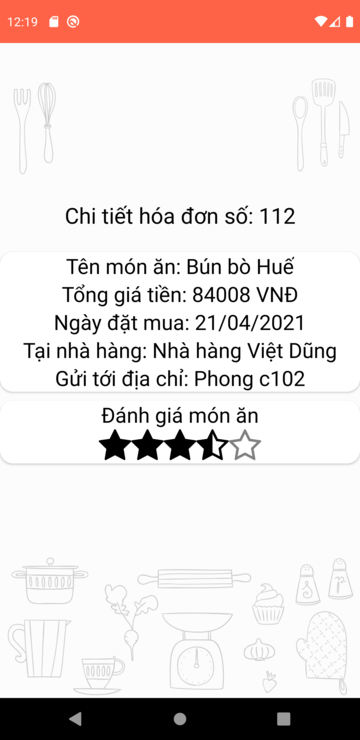 12:19
Chi tiết hóa đơn số: 112
Tên món ăn: Bún bò Huế
Tổng giá tiền: 84008 VNĐ
Ngày đặt mua: 21/04/2021
Tại nhà hàng: Nhà hàng Việt Dũng
Gửi tới địa chỉ: Phong c102
Đánh giá món ăn